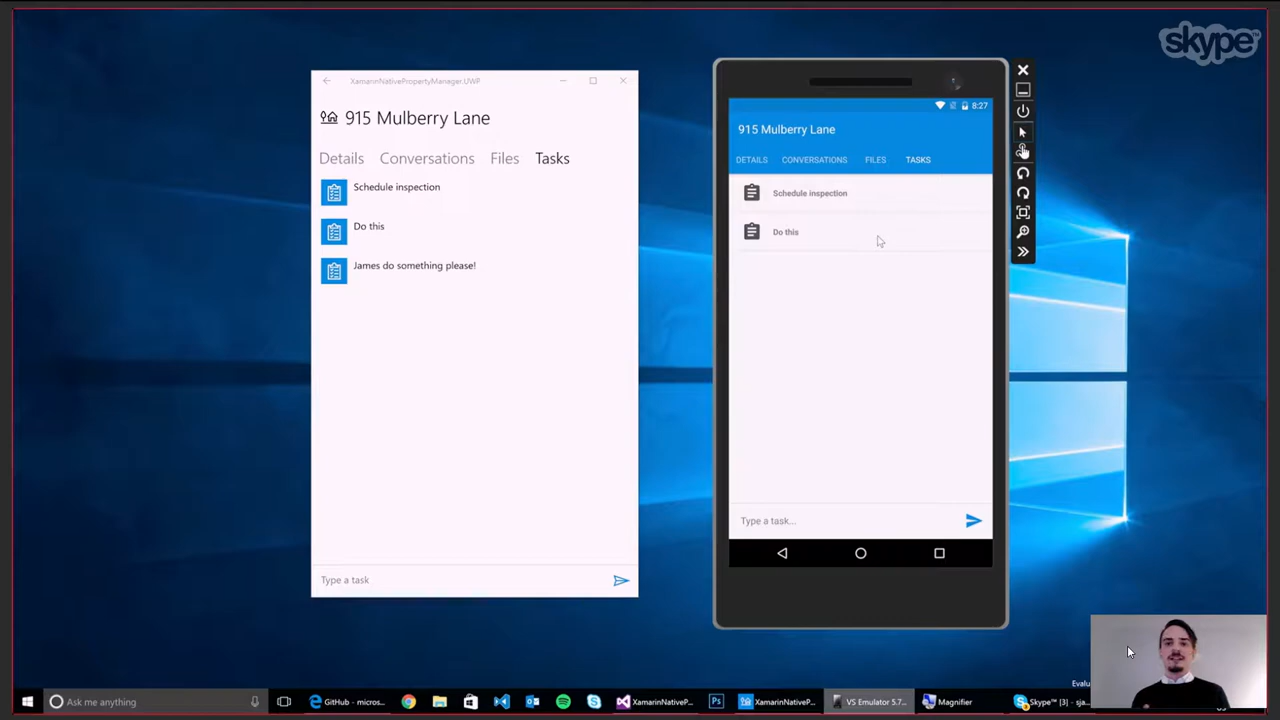 skype
XamarinNativePropertyManager.UWP
915 Mulberry Lane
Details Conversations Files Tasks
Schedule inspection
Do this
James do something please!
Type a task
8:27
915 Mulberry Lane
DETAILS CONVERSATIONS FILES TASKS
Schedule inspection
Do this
Type a task...
Evalu
Ask me anything
GitHub - micros...
XamarinNativeP...
Ps
XamarinNativeP...
VS Emulator 5.7...
Magnifier
Skype™ [3] - sja